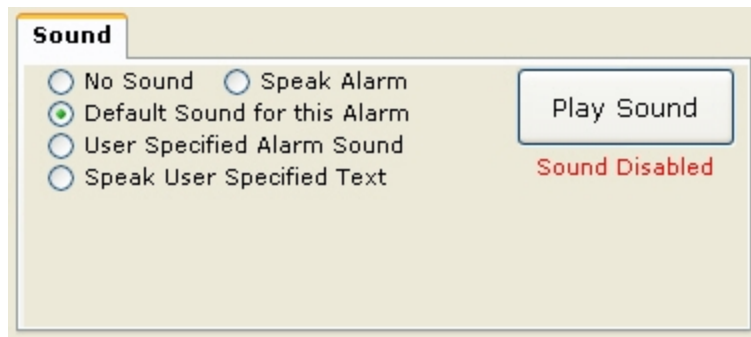 Sound
No Sound Speak Alarm
Default Sound for this Alarm
User Specified Alarm Sound
Speak User Specified Text
Play Sound
Sound Disabled